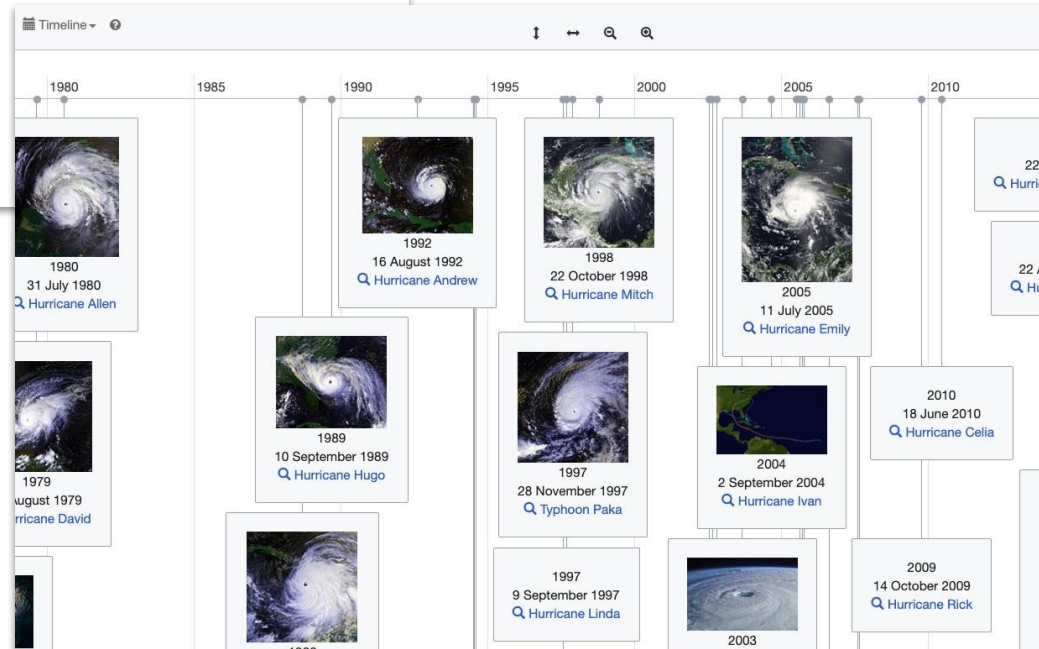 Timeline
1980 1985 1990 1995 2000 2005 2010
1980
31 July 1980
Hurricane Allen
1992
16 August 1992
Hurricane Andrew
1998
22 October 1998
Hurricane Mitch
2005
11 July 2005
Hurricane Emily
22
22
1989
10 September 1989
Hurricane Hugo
1979
1979
David
1997
28 November 1997
Typhoon Paka
2004
2 September 2004
Hurricane Ivan
2010
18 June 2010
Hurricane Celia
1997
9 September 1997
Hurricane Linda
2003
2009
14 October 2009
Hurricane Rick